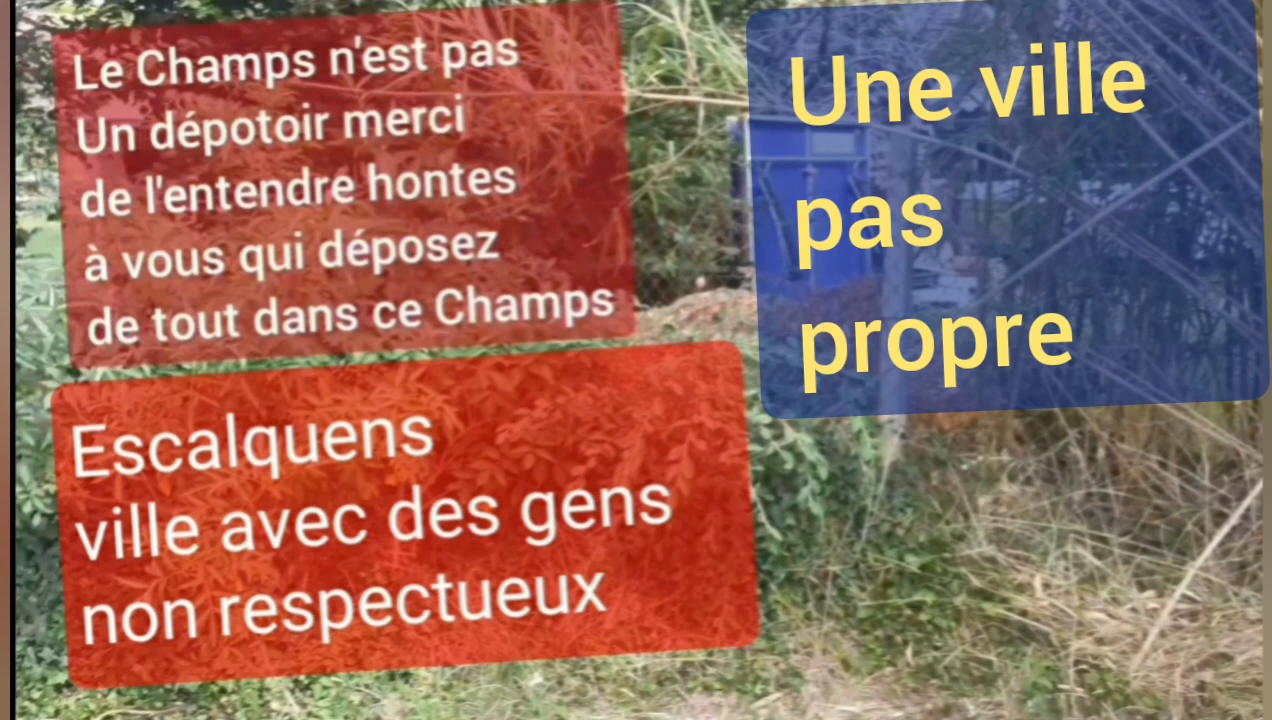 Le Champs n'est pas
Un dépotoir merci
de l'entendre hontes
à vous qui déposez
de tout dans ce Champs
Une ville
pas
propre
Escalquens
ville avec des gens
non respectueux